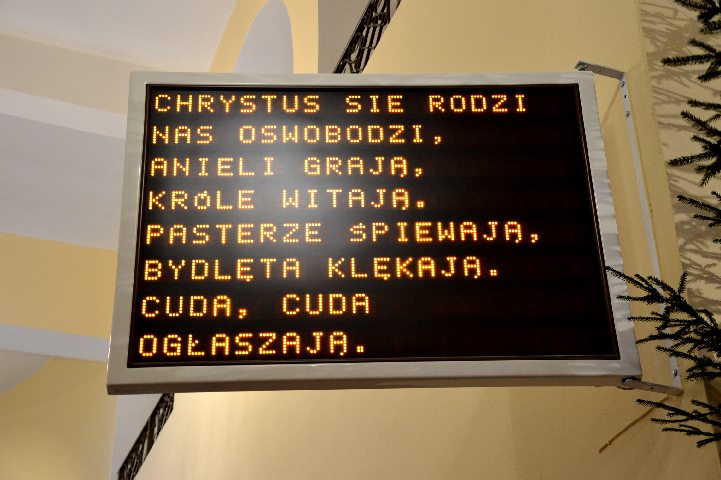 CHRYSTUS SIE RODZI
NAS OSWOBODZI,
ANIELI GRAJĄ,
KRÓLE WITAJĄ.
PASTERZE ŚPIEWAJĄ,
BYDLĘTA KLĘKAJĄ.
CUDA, CUDA
OGŁASZAJĄ.